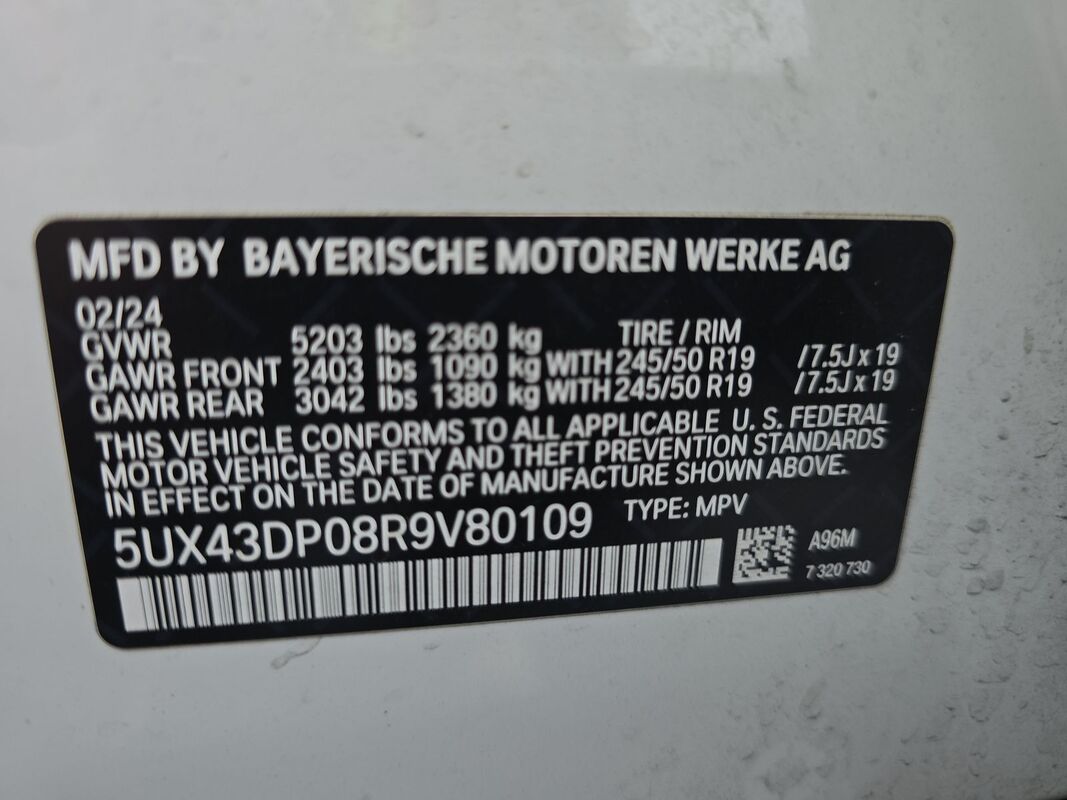 MFD BY BAYERISCHE MOTOREN WERKE AG
02/24
GVWR 5203 lbs 2360 kg TIRE / RIM
GAWR FRONT 2403 lbs 1090 kg WITH 245/50 R19 /7.5J x 19
GAWR REAR 3042 lbs 1380 kg WITH 245/50 R19 /7.5J x 19
THIS VEHICLE CONFORMS TO ALL APPLICABLE U. S. FEDERAL
MOTOR VEHICLE SAFETY AND THEFT PREVENTION STANDARDS
IN EFFECT ON THE DATE OF MANUFACTURE SHOWN ABOVE.
5UX43DP08R9V80109 TYPE: MPV
A96M
7 320 730